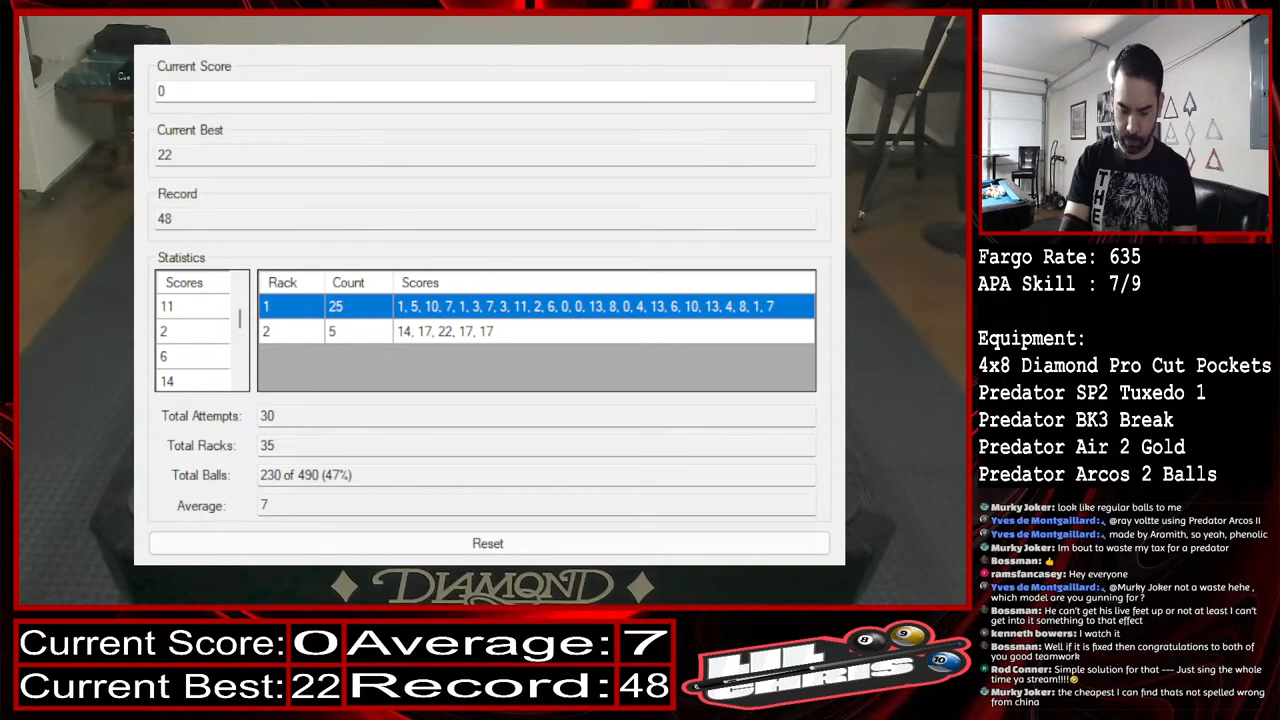 Current Score
0
Current Best
22
Record
48
Statistics
Scores
11
2
6
14
Rack Count Scores
1 25 1, 5, 10, 7, 1, 3, 7, 3, 11, 2, 6, 0, 0, 13, 8, 0, 4, 13, 6, 10, 13, 4, 8, 1, 7
2 5 14, 17, 22, 17, 17
Total Attempts: 30
Total Racks: 35
Total Balls: 230 of 490 (47%)
Average: 7
Reset
DIAMOND
Current Score: 0 Average: 7
Current Best: 22 Record: 48
LIL CHRIS
8 9 10
THE
Fargo Rate: 635
APA Skill : 7/9
Equipment:
4x8 Diamond Pro Cut Pockets
Predator SP2 Tuxedo 1
Predator BK3 Break
Predator Air 2 Gold
Predator Arcos 2 Balls
Murky Joker: look like regular balls to me
Yves de Montgaillard: @ray voltte using Predator Arcos II
Yves de Montgaillard: made by Aramith, so yeah, phenolic
Murky Joker: Im bout to waste my tax for a predator
Bossman: 👍
ramsfancasey: Hey everyone
Yves de Montgaillard: @Murky Joker not a waste hehe ,
which model are you gunning for ?
Bossman: He can't get his live feet up or not at least I can't
get into it something to that effect
kenneth bowers: I watch it
Bossman: Well if it is fixed then congratulations to both of
you good teamwork
Rod Conner: Simple solution for that --- Just sing the whole
time ya stream!!!!🤣
Murky Joker: the cheapest I can find thats not spelled wrong
from china